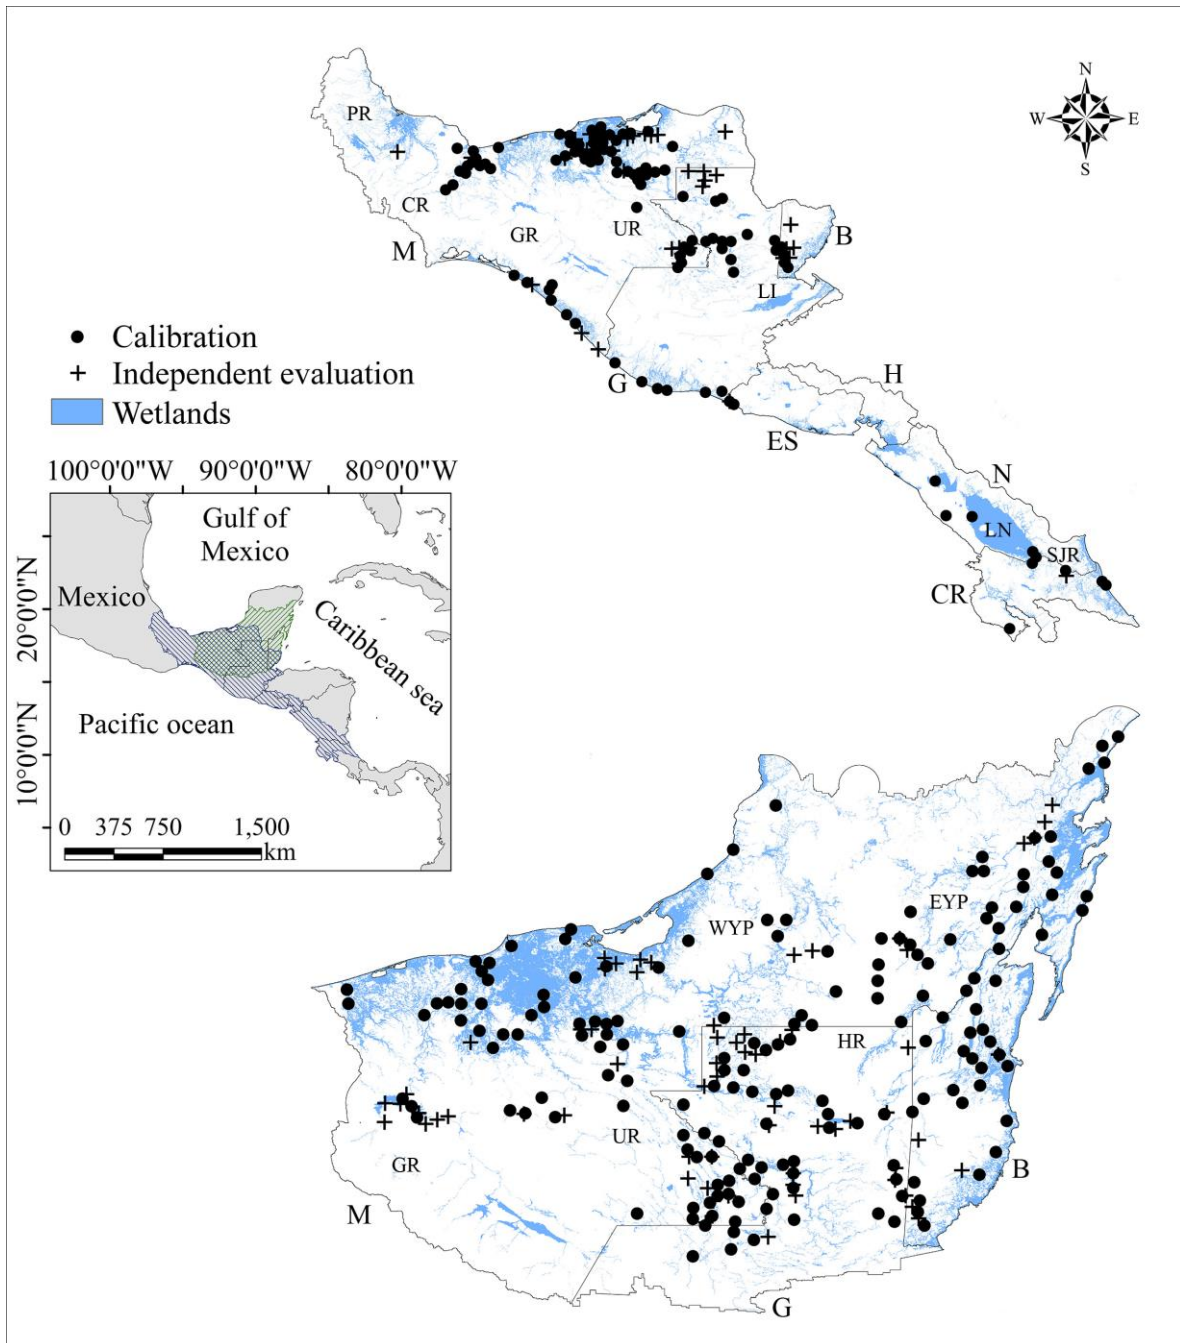 N
W E
S
PR
CR
GR
UR
M
B
LI
G
H
ES
N
LN
SJR
CR
Calibration
Independent evaluation
Wetlands
100°0'0"W 90°0'0"W 80°0'0"W
20°0'0"N
10°0'0"N
Gulf of
Mexico
Mexico
Caribbean sea
Pacific ocean
0 375 750 1,500
km
WYP
EYP
HR
UR
GR
M
B
G